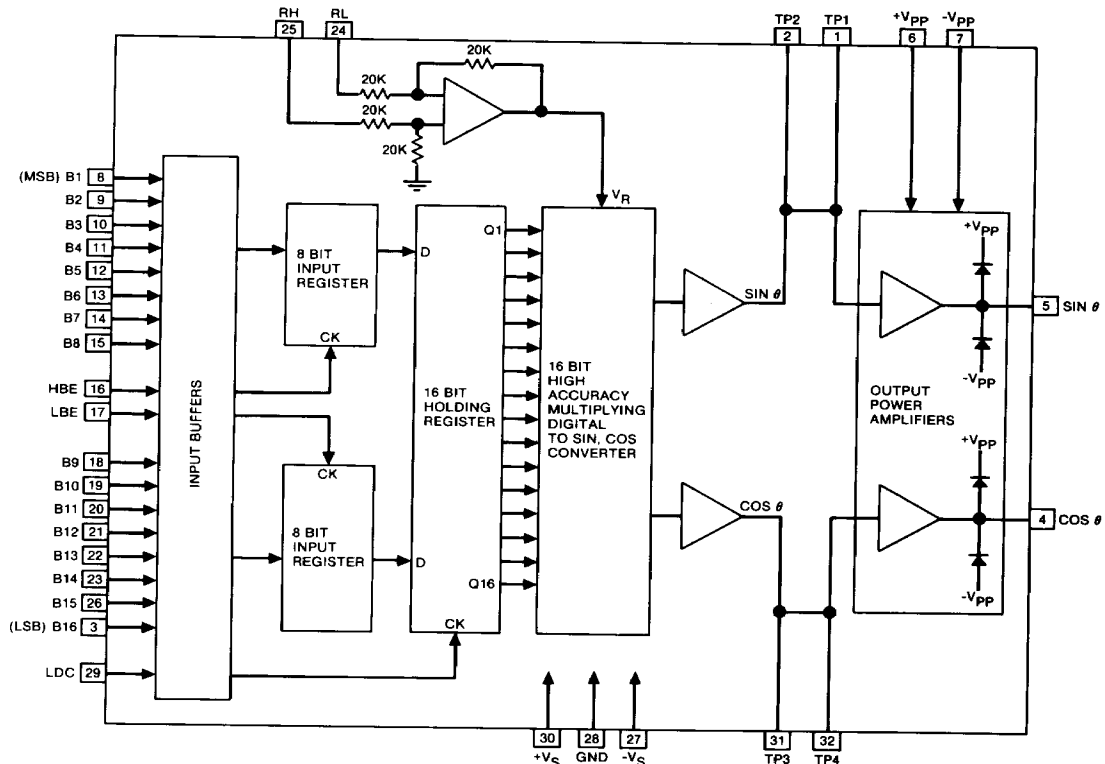 RH RL TP2 TP1 +VPP -VPP
25 24 2 1 6 7
20K
20K
20K
20K
(MSB) B1 8
B2 9
B3 10
B4 11
B5 12
B6 13
B7 14
B8 15
HBE 16
LBE 17
B9 18
B10 19
B11 20
B12 21
B13 22
B14 23
B15 26
(LSB) B16 3
LDC 29
INPUT BUFFERS
8 BIT
INPUT
REGISTER
CK
CK
8 BIT
INPUT
REGISTER
D
Q1
16 BIT
HOLDING
REGISTER
D
Q16
CK
VR
16 BIT
HIGH
ACCURACY
MULTIPLYING
DIGITAL
TO SIN, COS
CONVERTER
SIN θ
COS θ
+VPP
-VPP
OUTPUT
POWER
AMPLIFIERS
+VPP
-VPP
5 SIN θ
4 COS θ
30 28 27 31 32
+VS GND -VS TP3 TP4